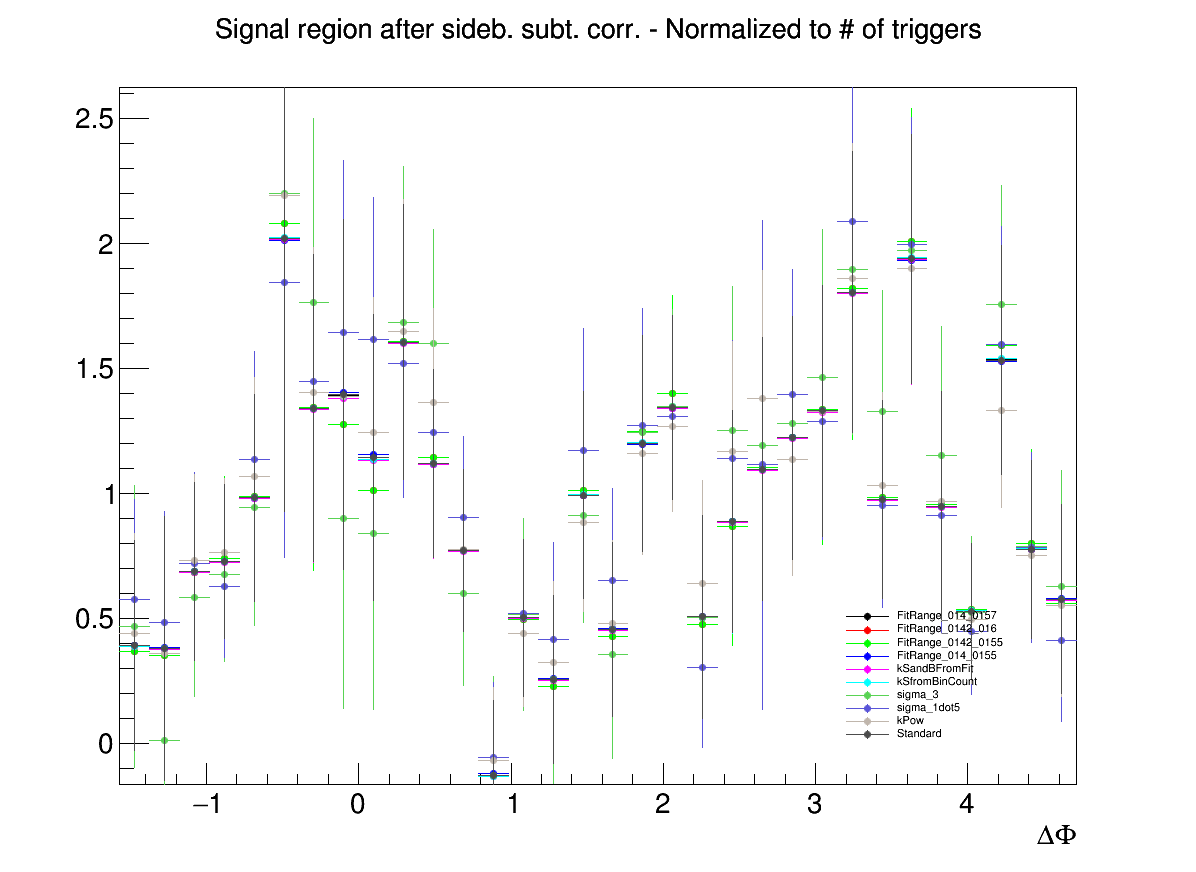 Signal region after sideb. subt. corr. - Normalized to # of triggers
2.5
2
1.5
1
0.5
0
FitRange_014_0157
FitRange_0142_016
FitRange_0142_0155
FitRange_014_0155
kSandBFromFit
kSfromBinCount
sigma_3
sigma_1dot5
kPow
Standard
−1 0 1 2 3 4
ΔΦ